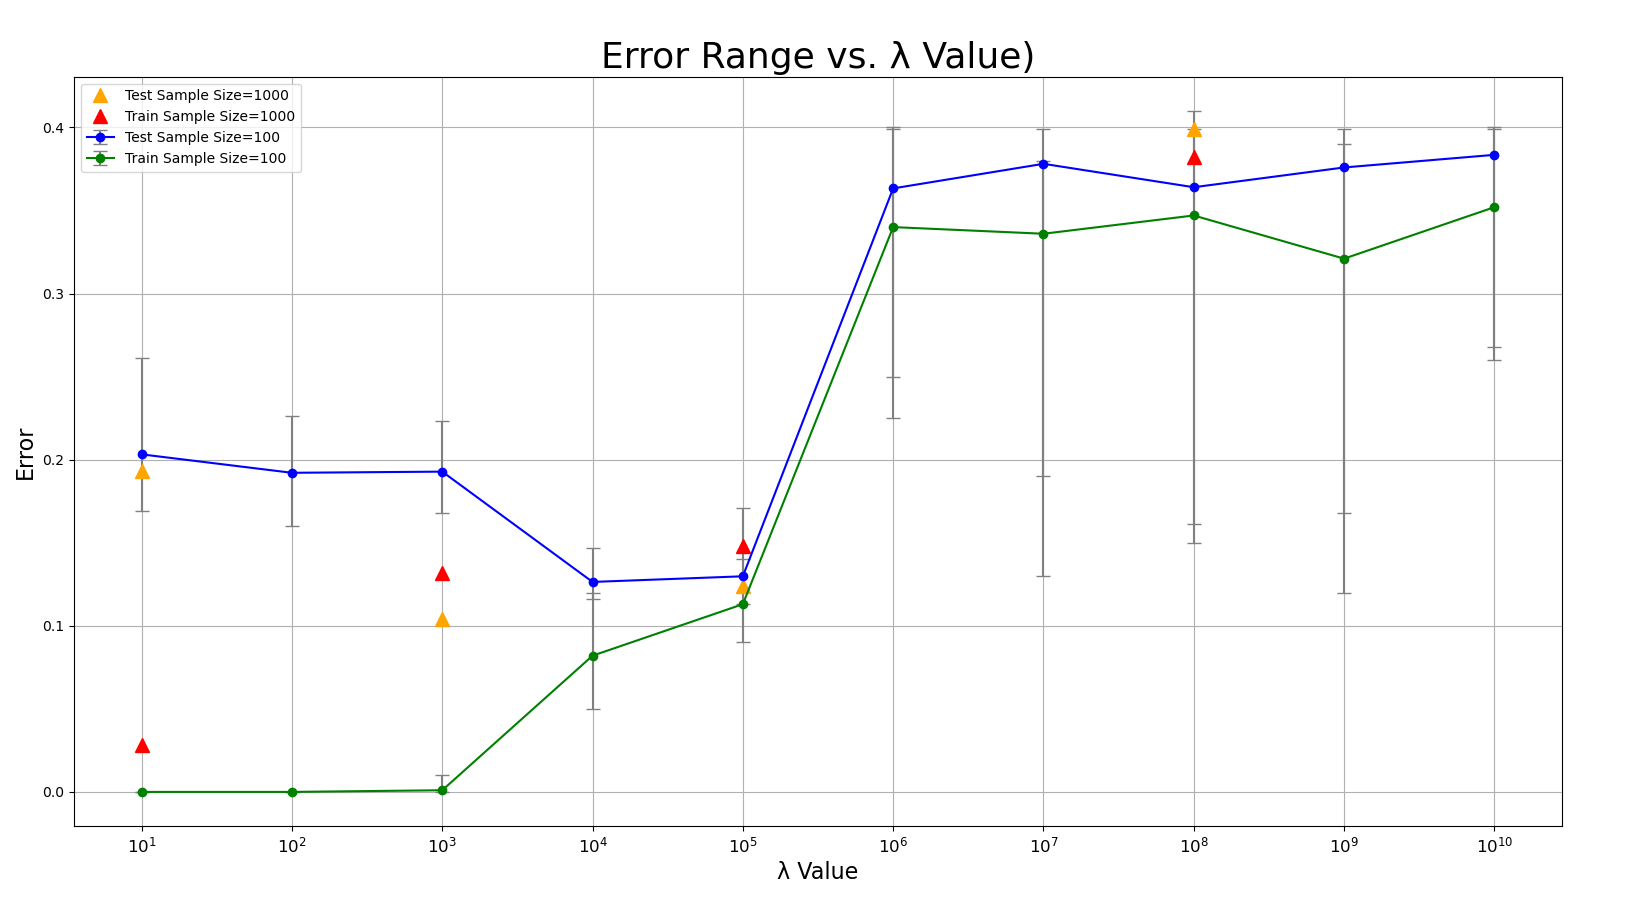 Error Range vs. λ Value)
Test Sample Size=1000
Train Sample Size=1000
Test Sample Size=100
Train Sample Size=100
Error
0.4
0.3
0.2
0.1
0.0
10¹ 10² 10³ 10⁴ 10⁵ 10⁶ 10⁷ 10⁸ 10⁹ 10¹⁰
λ Value